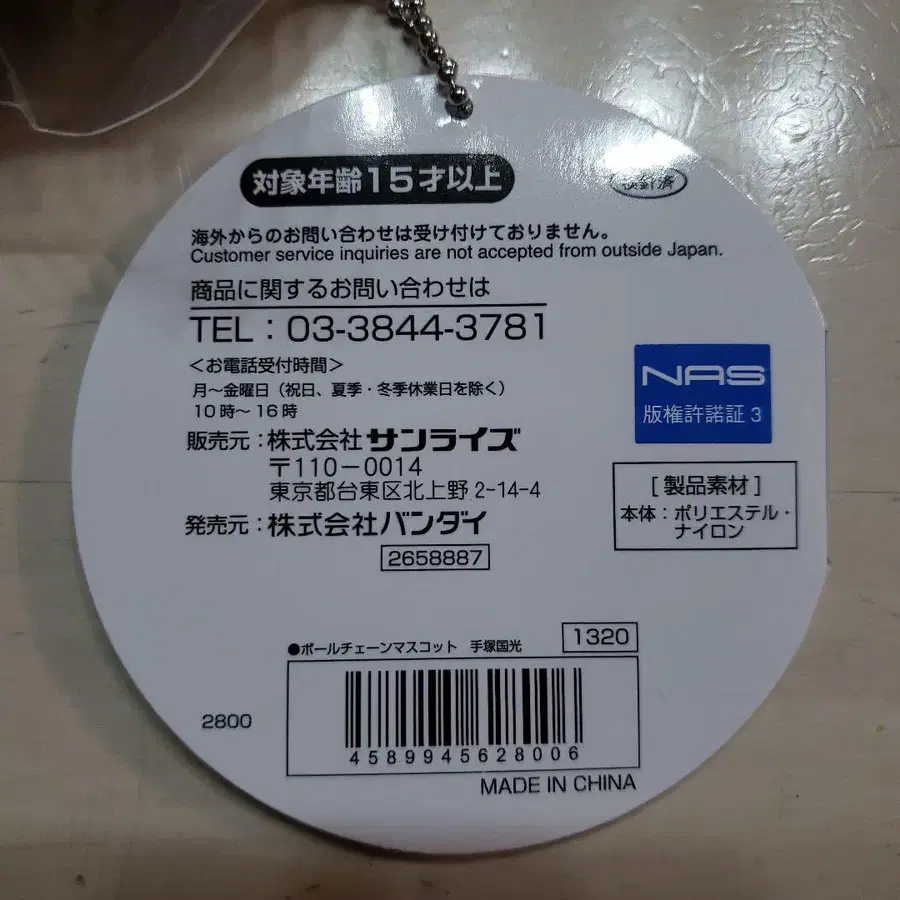 対象年齢15才以上
検針済
海外からのお問い合わせは受け付けておりません。
Customer service inquiries are not accepted from outside Japan.
商品に関するお問い合わせは
TEL：03-3844-3781
＜お電話受付時間＞
月～金曜日（祝日、夏季・冬季休業日を除く）
10時～16時
販売元：株式会社サンライズ
〒110-0014
東京都台東区北上野2-14-4
発売元：株式会社バンダイ
2658887
NAS
版権許諾証3
［製品素材］
本体：ポリエステル・
ナイロン
●ボールチェーンマスコット 手塚国光
1320
2800
4589945628006
MADE IN CHINA